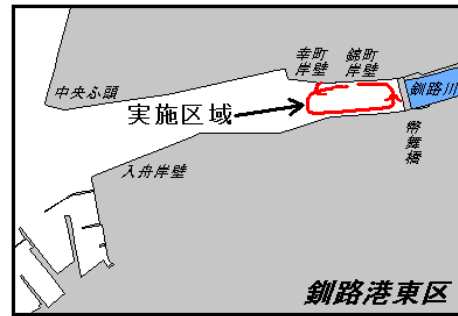 幸町
岸壁
錦町
岸壁
釧路川
中央ふ頭
実施区域
幣舞橋
入舟岸壁
釧路港東区